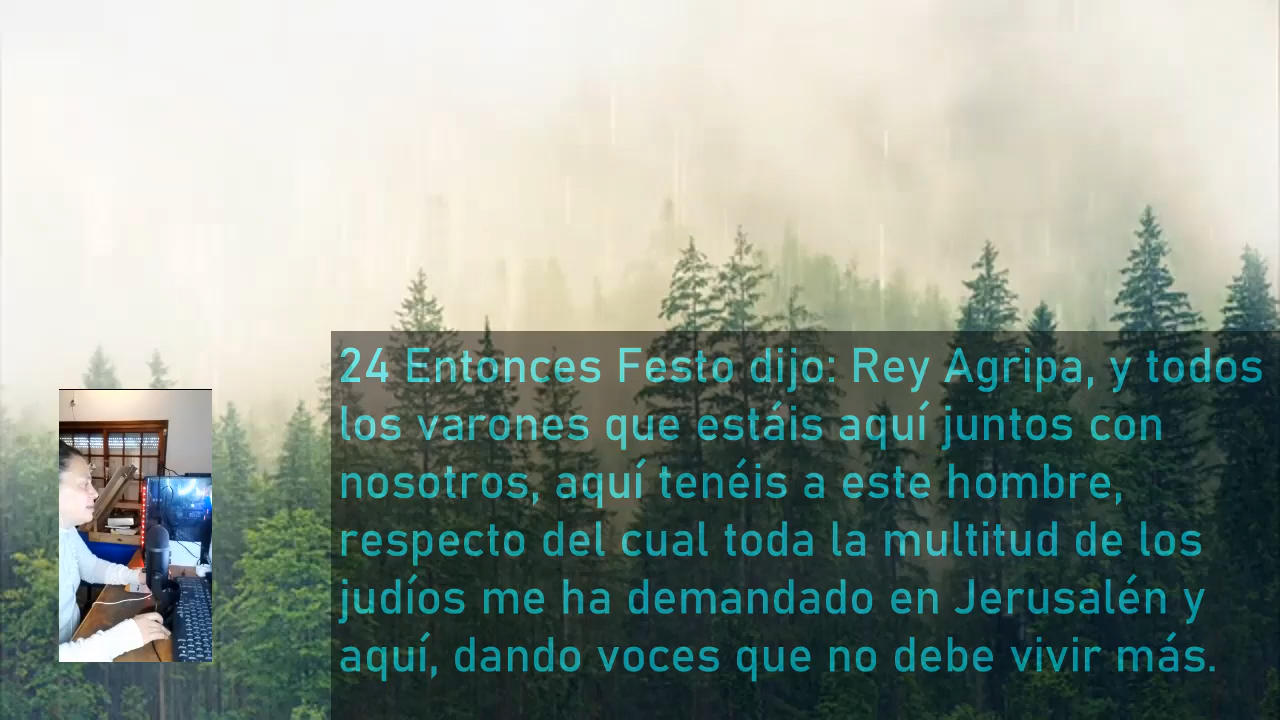 24 Entonces Festo dijo: Rey Agripa, y todos
los varones que estáis aquí juntos con
nosotros, aquí tenéis a este hombre,
respecto del cual toda la multitud de los
judíos me ha demandado en Jerusalén y
aquí, dando voces que no debe vivir más.